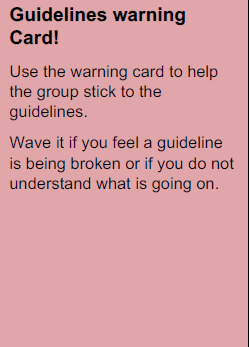 Guidelines warning
Card!
Use the warning card to help
the group stick to the
guidelines.
Wave it if you feel a guideline
is being broken or if you do not
understand what is going on.